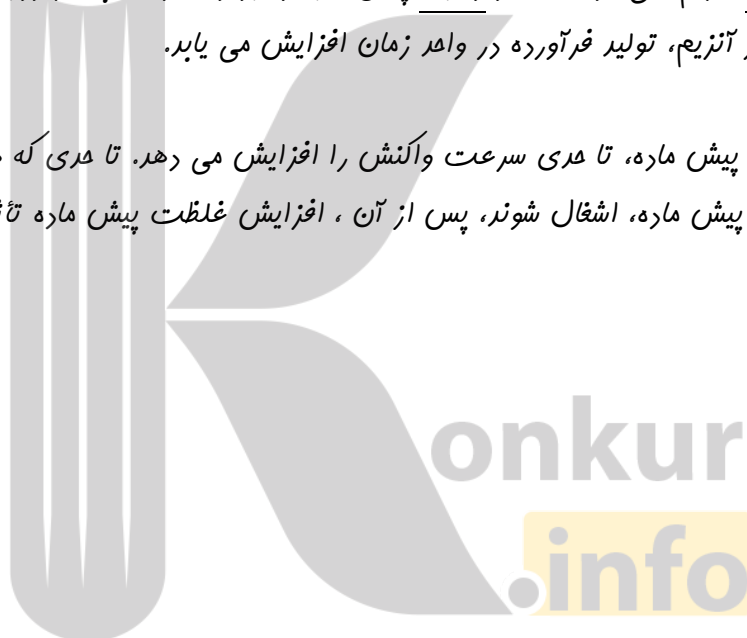 آنزیم، تولید فرآورده در واحد زمان افزایش می یابد.
پیش ماده، تا حدی سرعت واکنش را افزایش می دهد. تا حدی که
پیش ماده، اشغال شوند، پس از آن ، افزایش غلظت پیش ماده
onkur
.info